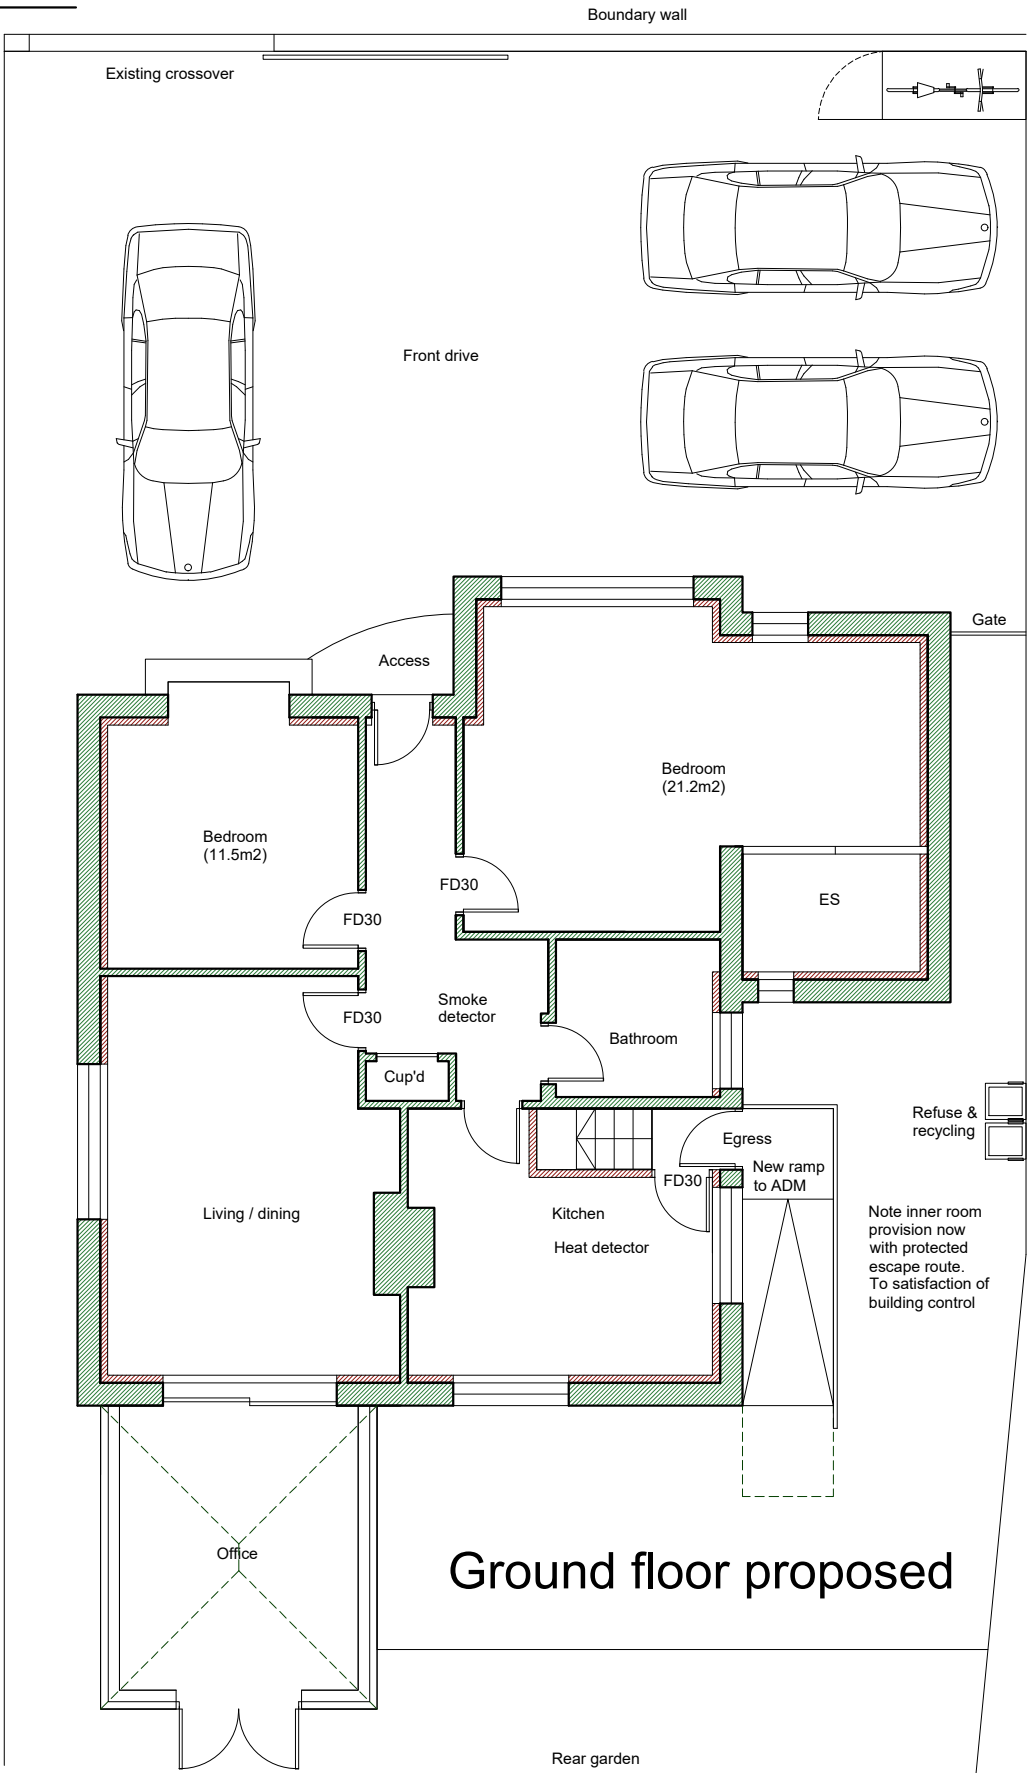 Boundary wall
Existing crossover
Front drive
Gate
Access
Bedroom
(21.2m2)
Bedroom
(11.5m2)
FD30
FD30
ES
FD30
Smoke
detector
Bathroom
Cup'd
Refuse &
recycling
Egress
New ramp
to ADM
FD30
Living / dining
Kitchen
Heat detector
Note inner room
provision now
with protected
escape route.
To satisfaction of
building control
Office
Ground floor proposed
Rear garden